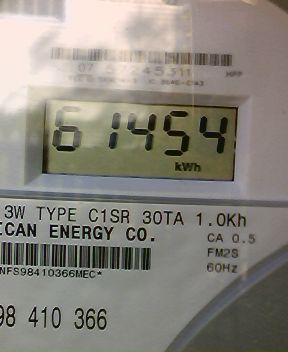 61454
kWh
3W TYPE C1SR 30TA 1.0Kh
ICAN ENERGY CO.
CA 0.5
FM2S
60Hz
NFS98410366MEC*
98 410 366